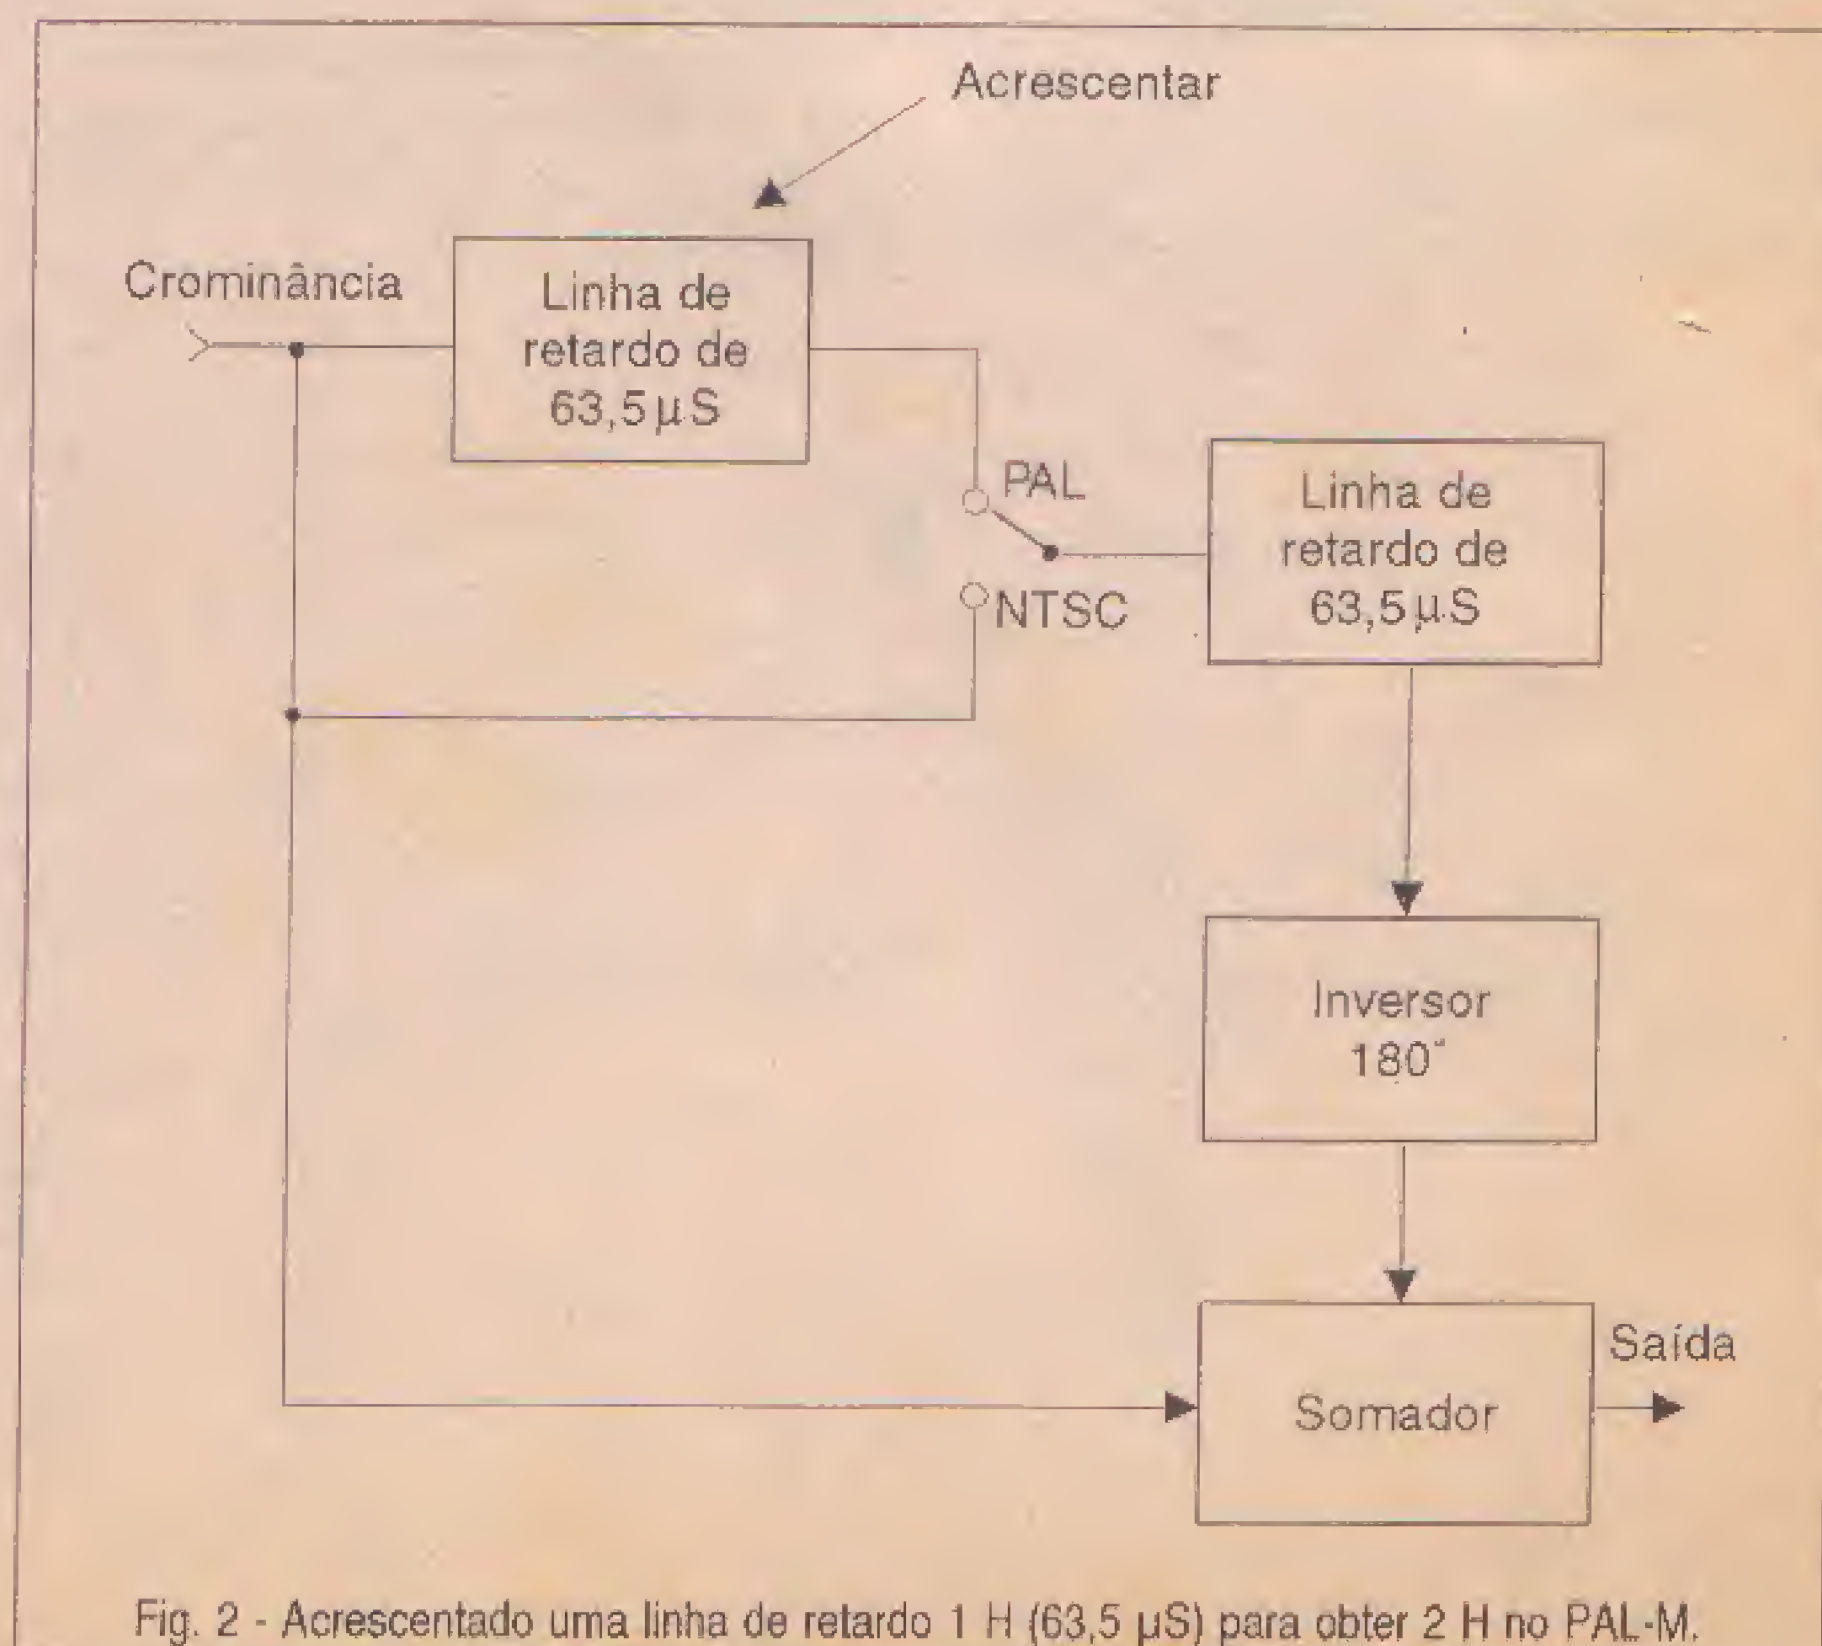 Acrescentar
Crominância
Linha de
retardo de
63,5 µS
PAL
NTSC
Linha de
retardo de
63,5 µS
Inversor
180°
Somador
Saída
Fig. 2 - Acrescentado uma linha de retardo 1 H (63,5 µS) para obter 2 H no PAL-M.